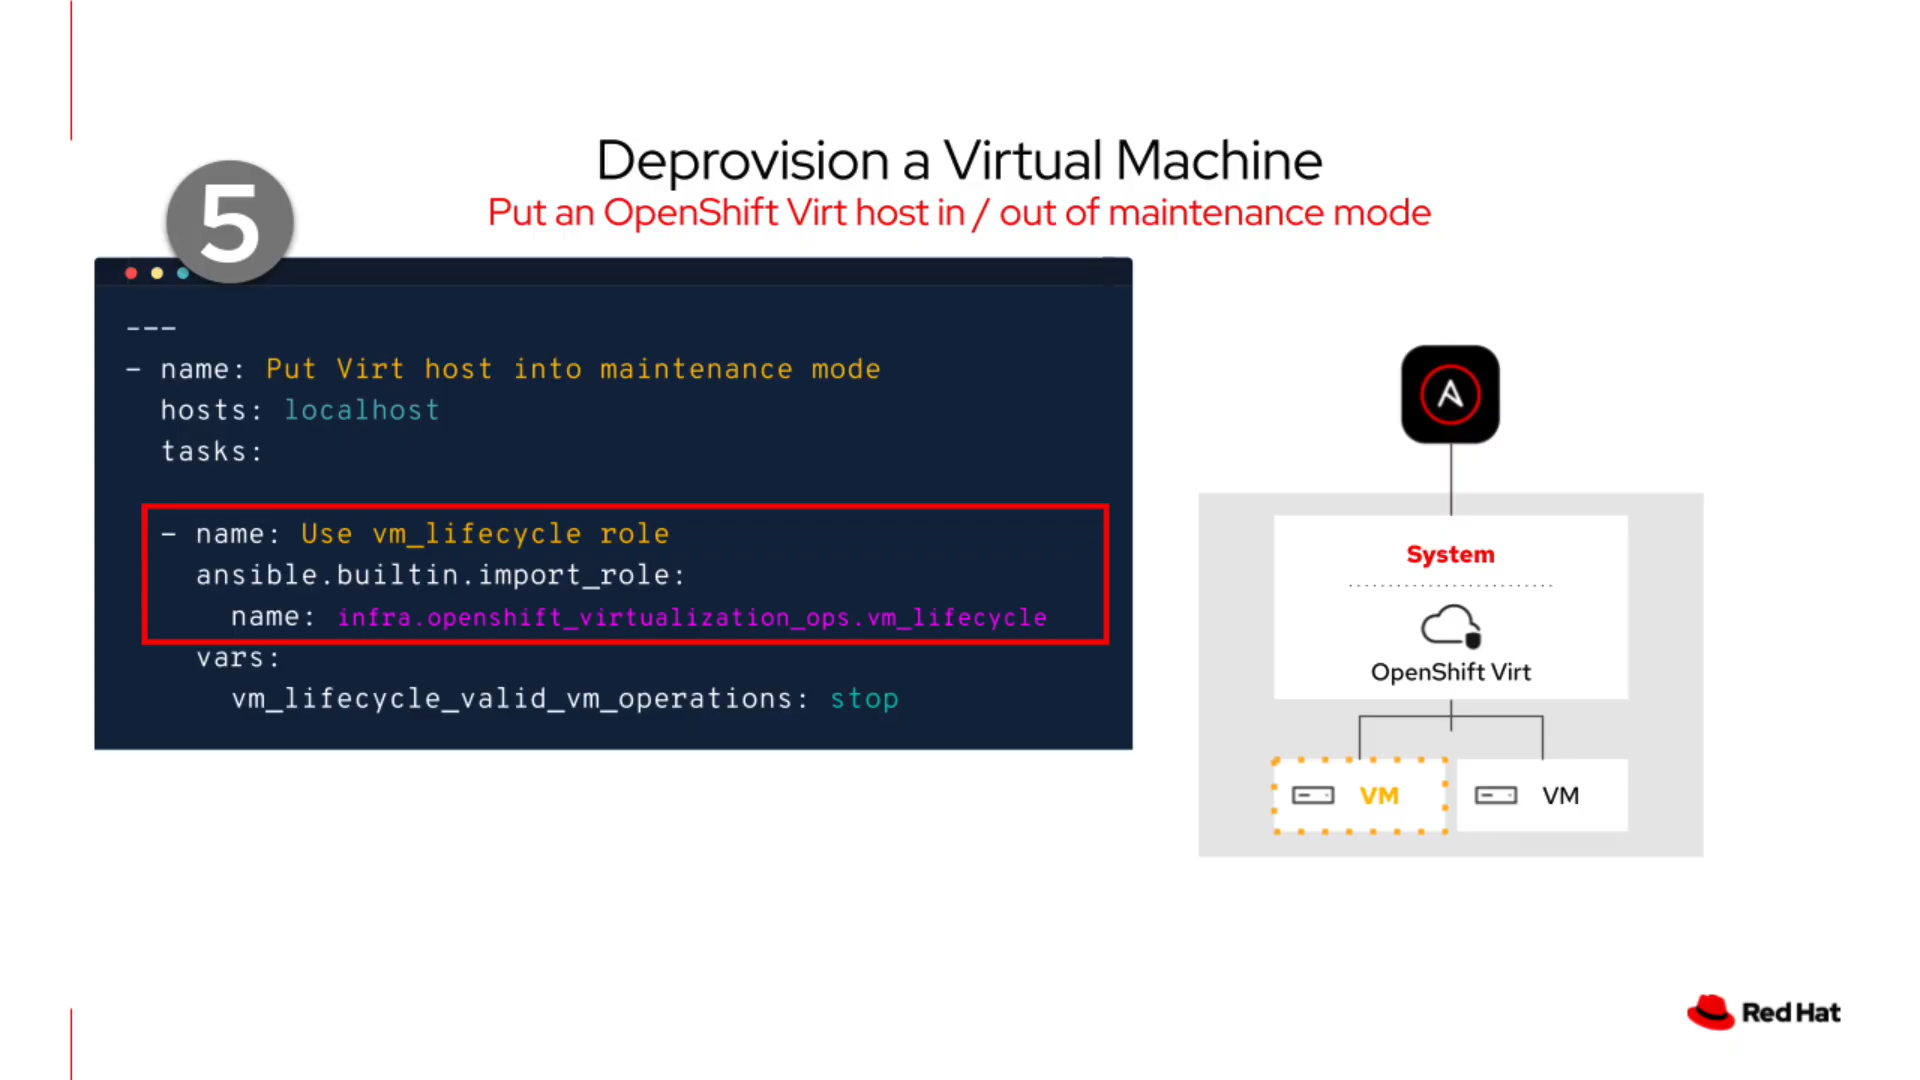 Deprovision a Virtual Machine
Put an OpenShift Virt host in / out of maintenance mode
5
---
- name: Put Virt host into maintenance mode
hosts: localhost
tasks:
- name: Use vm_lifecycle role
ansible.builtin.import_role:
name: infra.openshift_virtualization_ops.vm_lifecycle
vars:
vm_lifecycle_valid_vm_operations: stop
System
OpenShift Virt
VM
VM
Red Hat